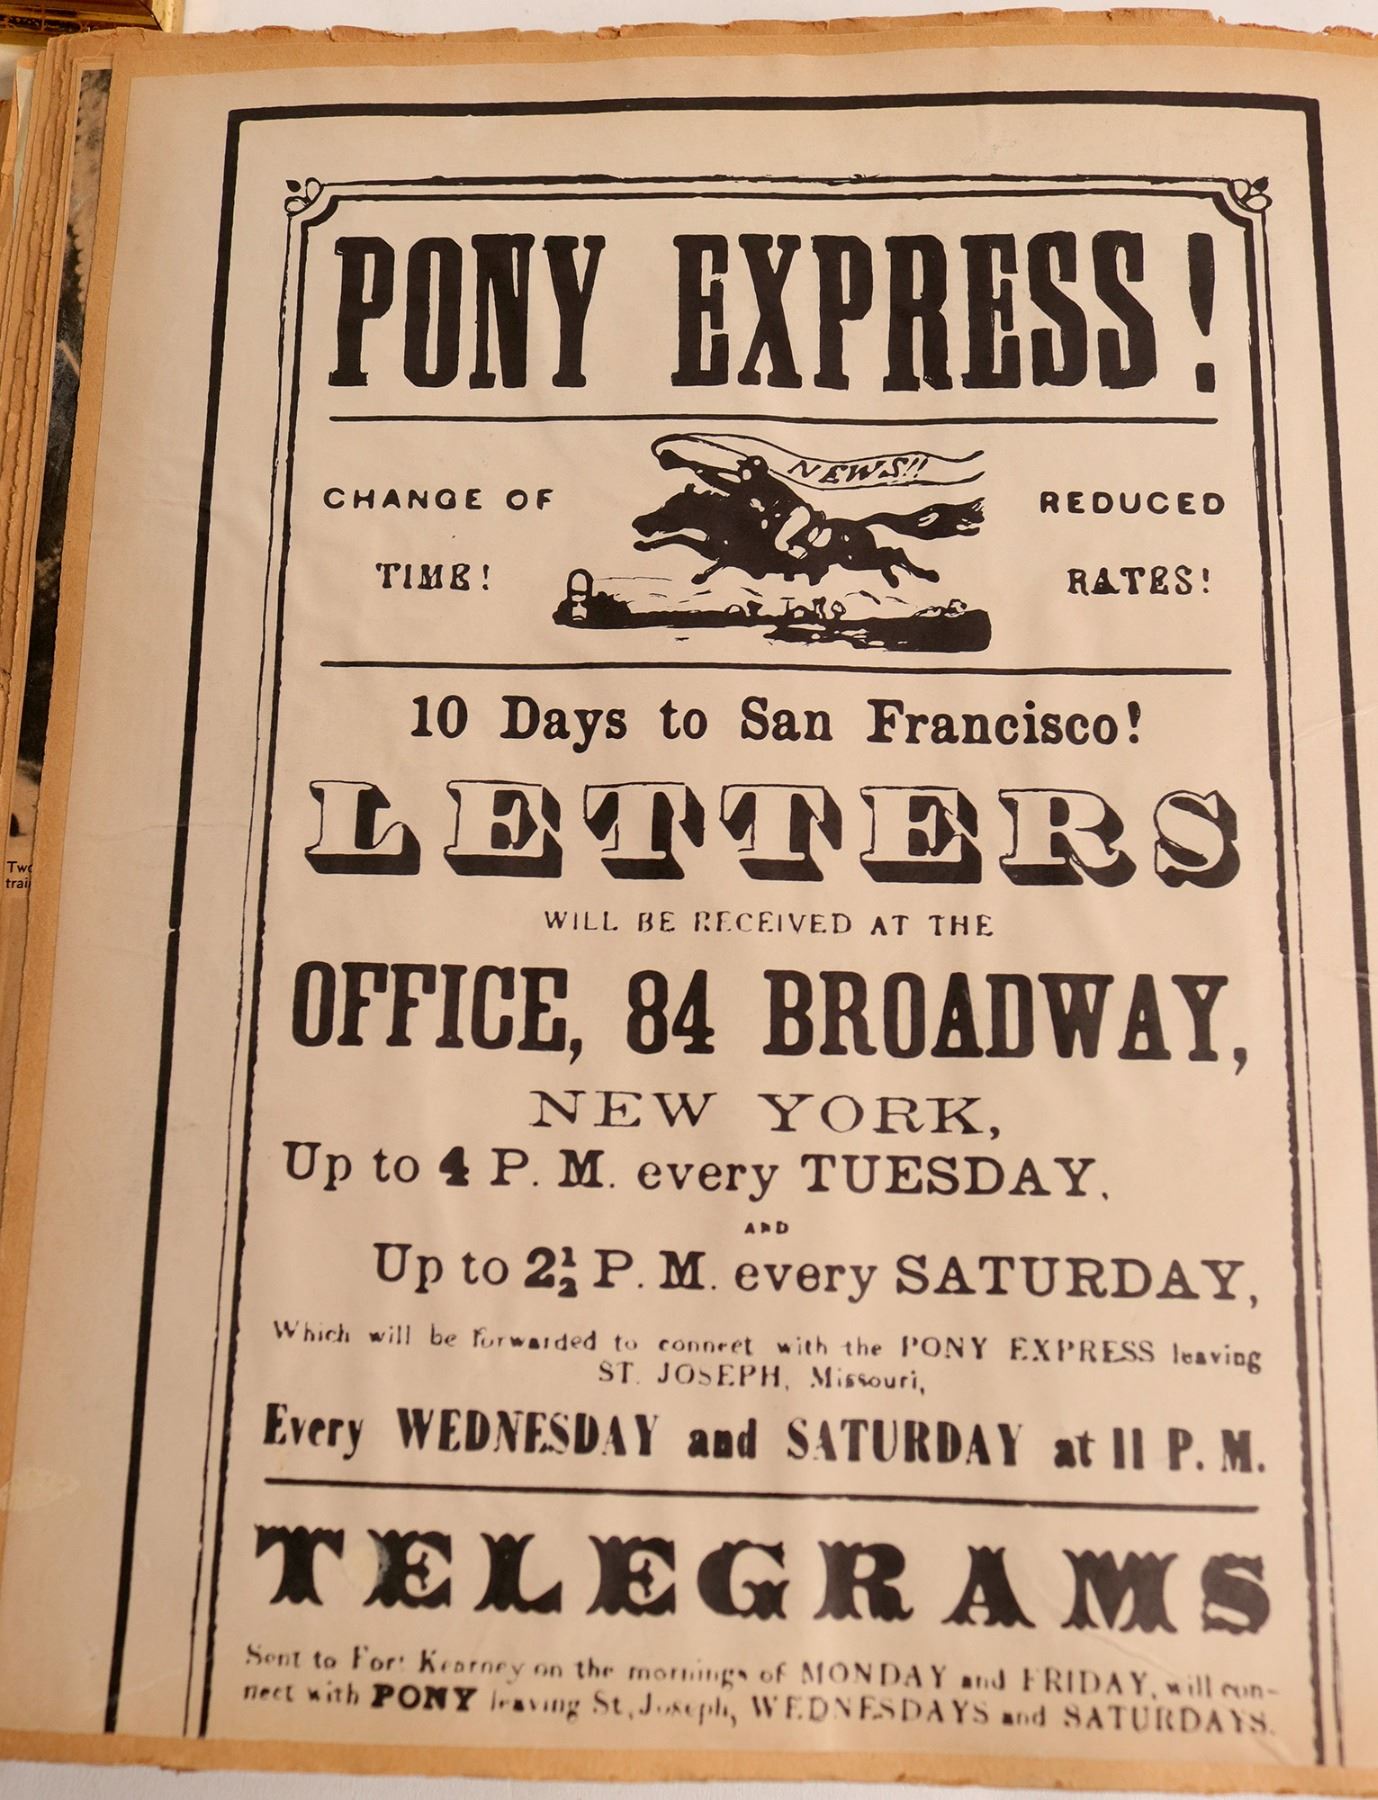 PONY EXPRESS!
NEWS!!
CHANGE OF
TIME!
REDUCED
RATES!
10 Days to San Francisco!
LETTERS
WILL BE RECEIVED AT THE
OFFICE, 84 BROADWAY,
NEW YORK,
Up to 4 P. M. every TUESDAY,
AND
Up to 2½ P. M. every SATURDAY,
Which will be forwarded to connect with the PONY EXPRESS leaving
ST. JOSEPH, Missouri,
Every WEDNESDAY and SATURDAY at 11 P. M.
TELEGRAMS
Sent to Fort Kearney on the mornings of MONDAY and FRIDAY, will con-
nect with PONY leaving St. Joseph, WEDNESDAYS and SATURDAYS.